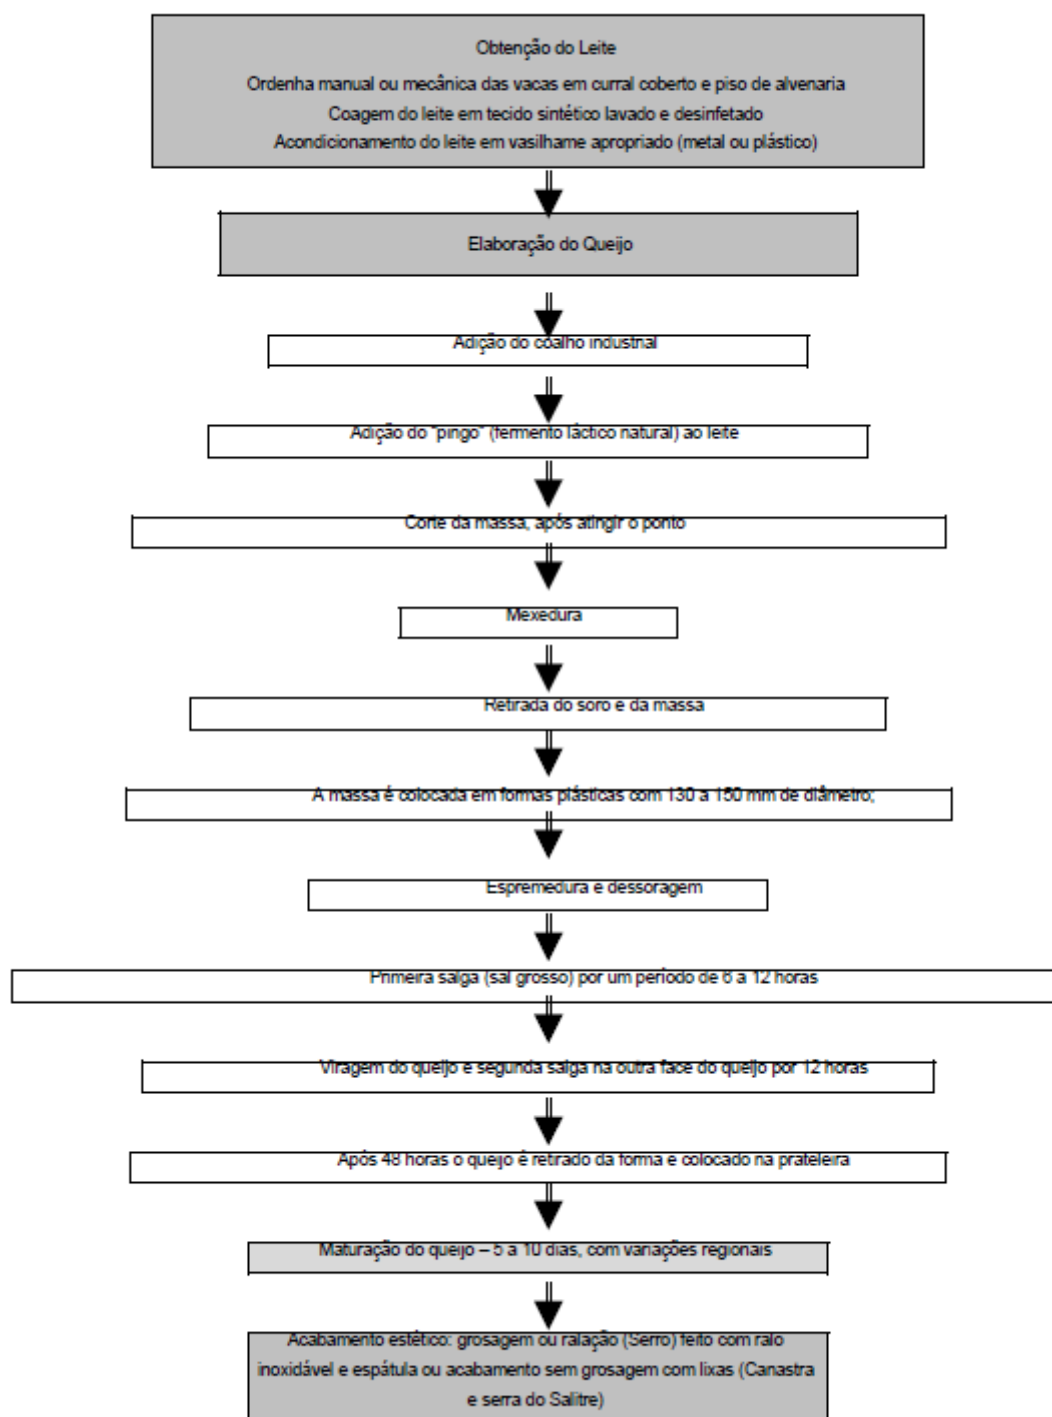 Obtenção do Leite
Ordenha manual ou mecânica das vacas em curral coberto e piso de alvenaria
Coagem do leite em tecido sintético lavado e desinfetado
Acondicionamento do leite em vasilhame apropriado (metal ou plástico)
Elaboração do Queijo
Adição do coalho industrial
Adição do "pingo" (fermento láctico natural) ao leite
Corte da massa, após atingir o ponto
Mexedura
Retirada do soro e da massa
A massa é colocada em formas plásticas com 130 a 150 mm de diâmetro;
Espremedura e dessoragem
Primeira salga (sal grosso) por um período de 6 a 12 horas
Viragem do queijo e segunda salga na outra face do queijo por 12 horas
Após 48 horas o queijo é retirado da forma e colocado na prateleira
Maturação do queijo – 5 a 10 dias, com variações regionais
Acabamento estético: grosagem ou ralação (Serro) feito com ralo
inoxidável e espátula ou acabamento sem grosagem com lixas (Canastra
e serra do Salitre)